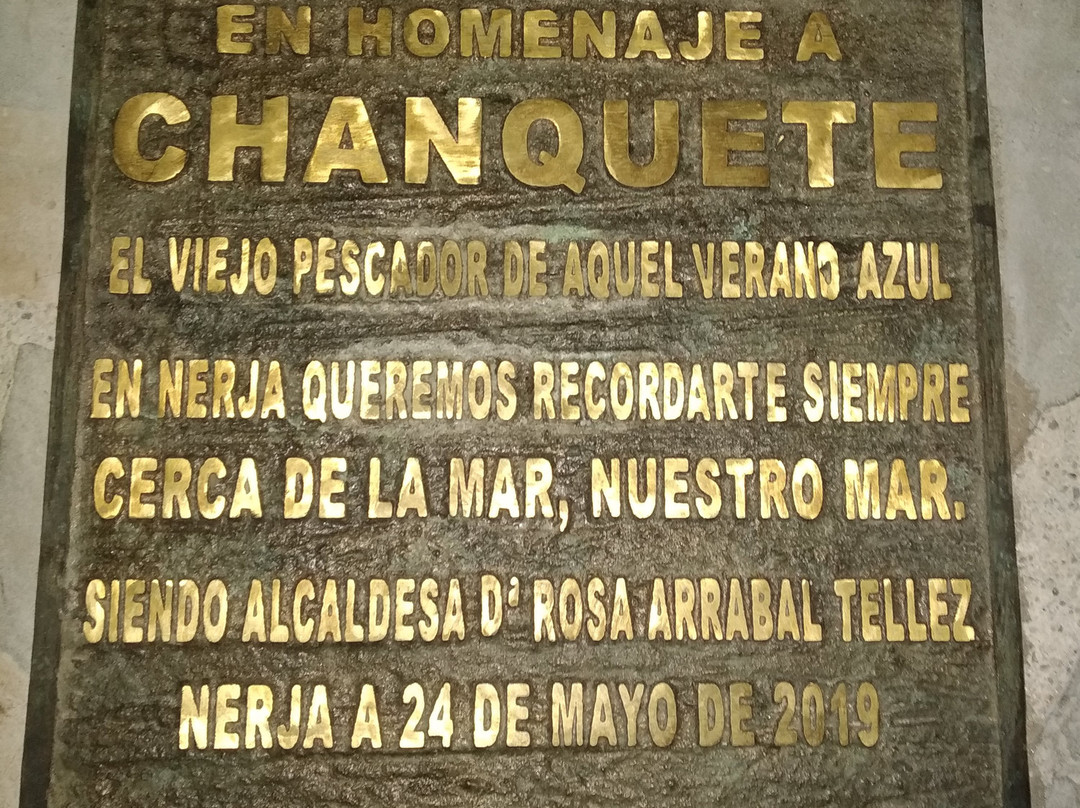 EN HOMENAJE A
CHANQUETE
EL VIEJO PESCADOR DE AQUEL VERANO AZUL
EN NERJA QUEREMOS RECORDARTE SIEMPRE
CERCA DE LA MAR, NUESTRO MAR.
SIENDO ALCALDESA Dª ROSA ARRABAL TELLEZ
NERJA A 24 DE MAYO DE 2019